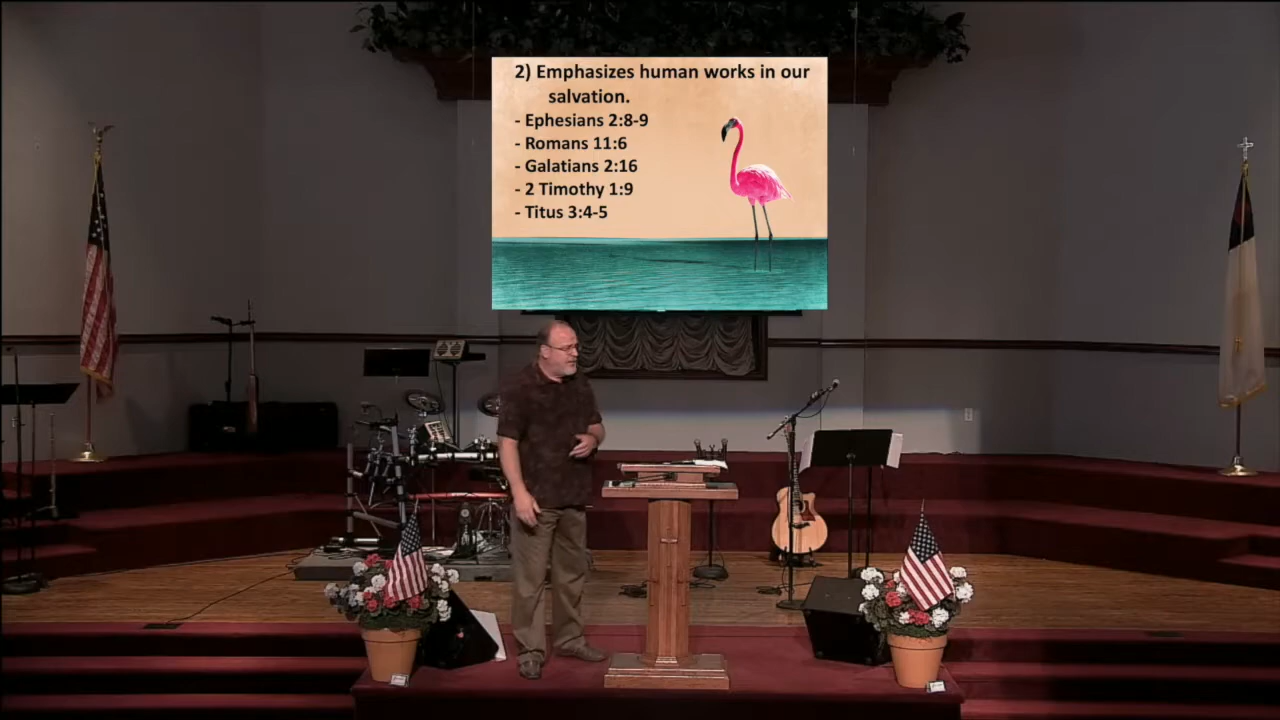 2) Emphasizes human works in our
salvation.
- Ephesians 2:8-9
- Romans 11:6
- Galatians 2:16
- 2 Timothy 1:9
- Titus 3:4-5